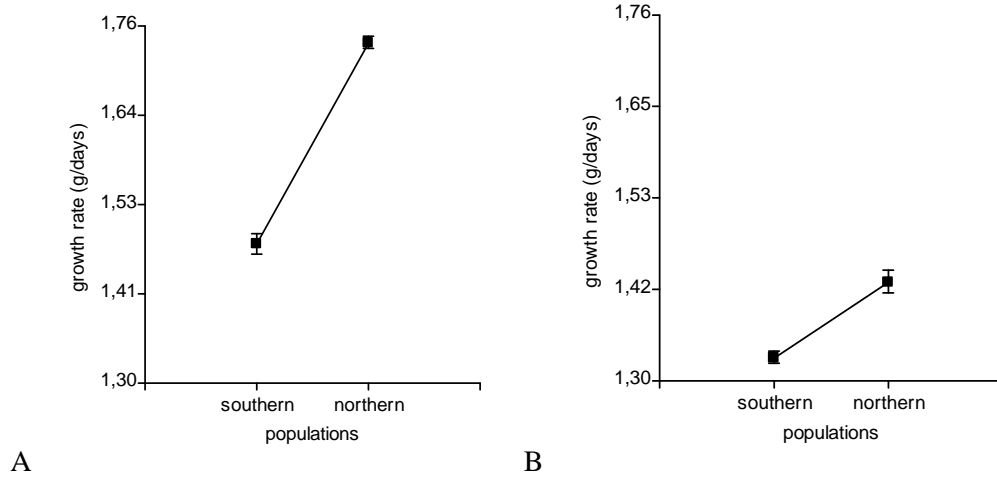 1,76
1,64
1,53
1,41
1,30
growth rate (g/days)
southern northern
populations
A
1,76
1,65
1,53
1,42
1,30
growth rate (g/days)
southern northern
populations
B